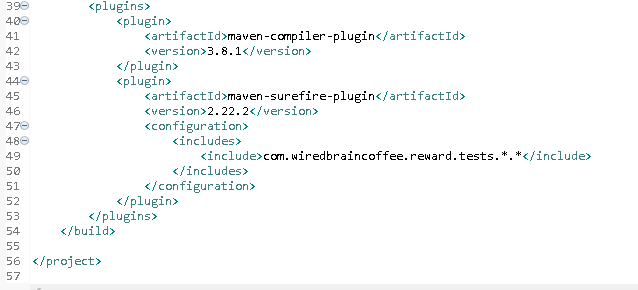 39 <plugins>
40 <plugin>
41 <artifactId>maven-compiler-plugin</artifactId>
42 <version>3.8.1</version>
43 </plugin>
44 <plugin>
45 <artifactId>maven-surefire-plugin</artifactId>
46 <version>2.22.2</version>
47 <configuration>
48 <includes>
49 <include>com.wiredbraincoffee.reward.tests.*.*</include>
50 </includes>
51 </configuration>
52 </plugin>
53 </plugins>
54 </build>
55
56 </project>
57